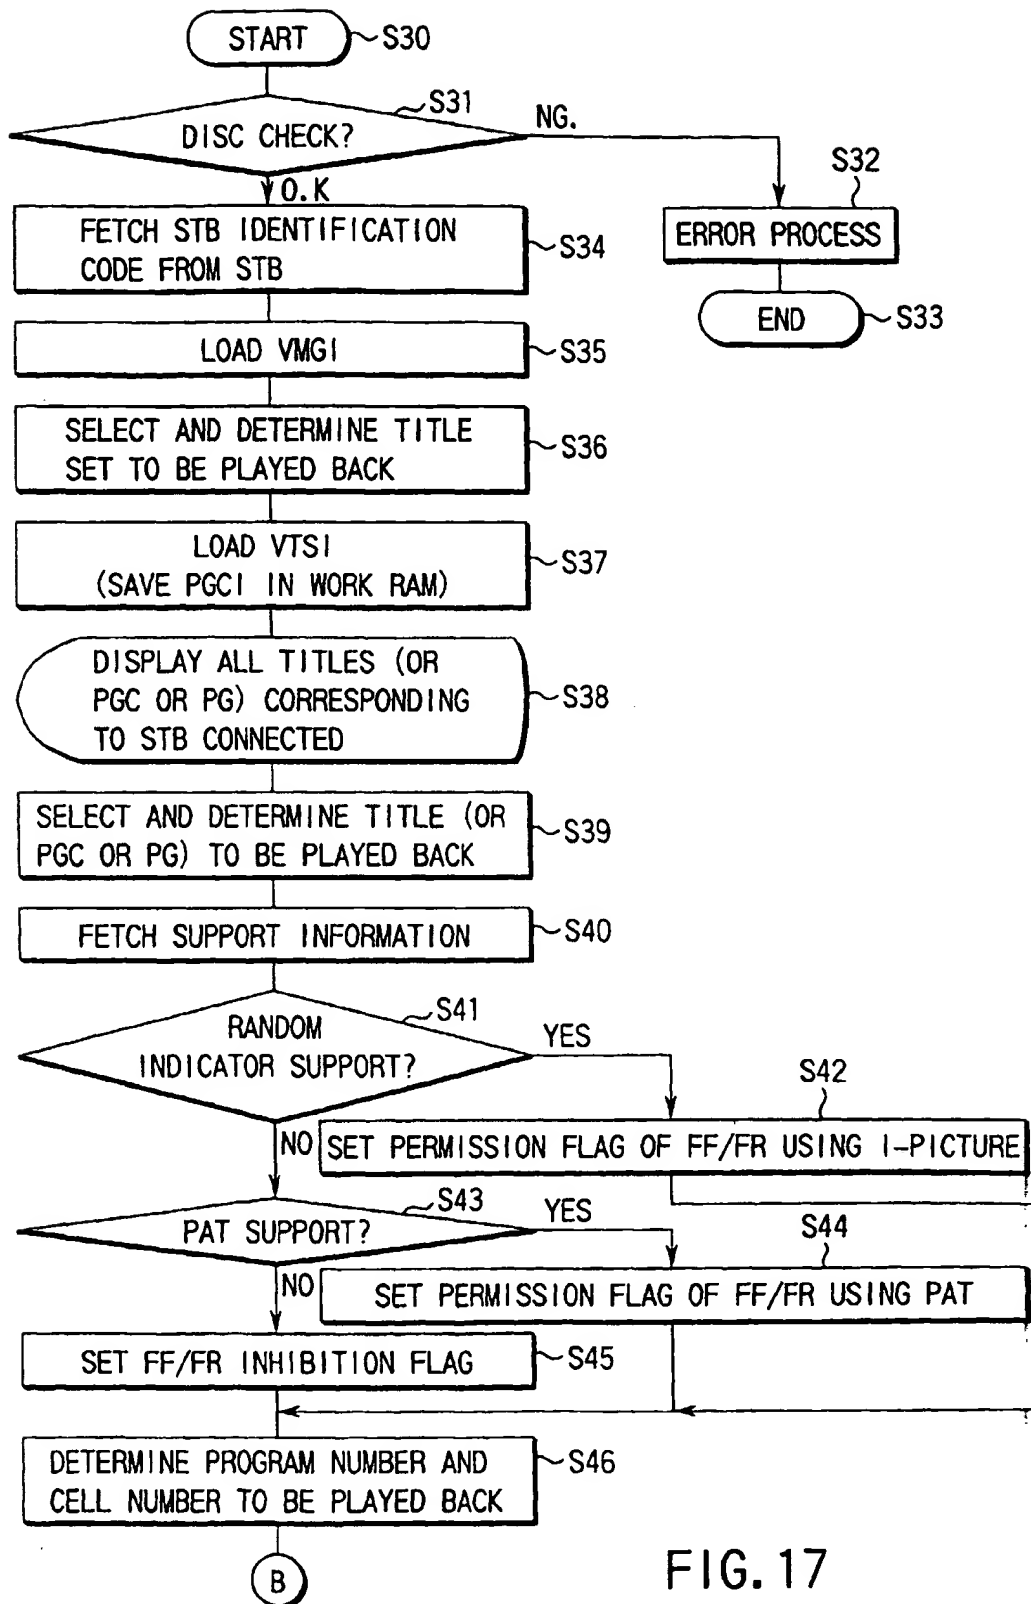 START
S30
S31
DISC CHECK?
NG.
O.K
S32
ERROR PROCESS
END
S33
FETCH STB IDENTIFICATION
CODE FROM STB
S34
LOAD VMGI
S35
SELECT AND DETERMINE TITLE
SET TO BE PLAYED BACK
S36
LOAD VTSI
(SAVE PGCI IN WORK RAM)
S37
DISPLAY ALL TITLES (OR
PGC OR PG) CORRESPONDING
TO STB CONNECTED
S38
SELECT AND DETERMINE TITLE (OR
PGC OR PG) TO BE PLAYED BACK
S39
FETCH SUPPORT INFORMATION
S40
S41
RANDOM
INDICATOR SUPPORT?
YES
NO
S42
SET PERMISSION FLAG OF FF/FR USING I-PICTURE
S43
PAT SUPPORT?
YES
NO
S44
SET PERMISSION FLAG OF FF/FR USING PAT
SET FF/FR INHIBITION FLAG
S45
DETERMINE PROGRAM NUMBER AND
CELL NUMBER TO BE PLAYED BACK
S46
B
FIG. 17